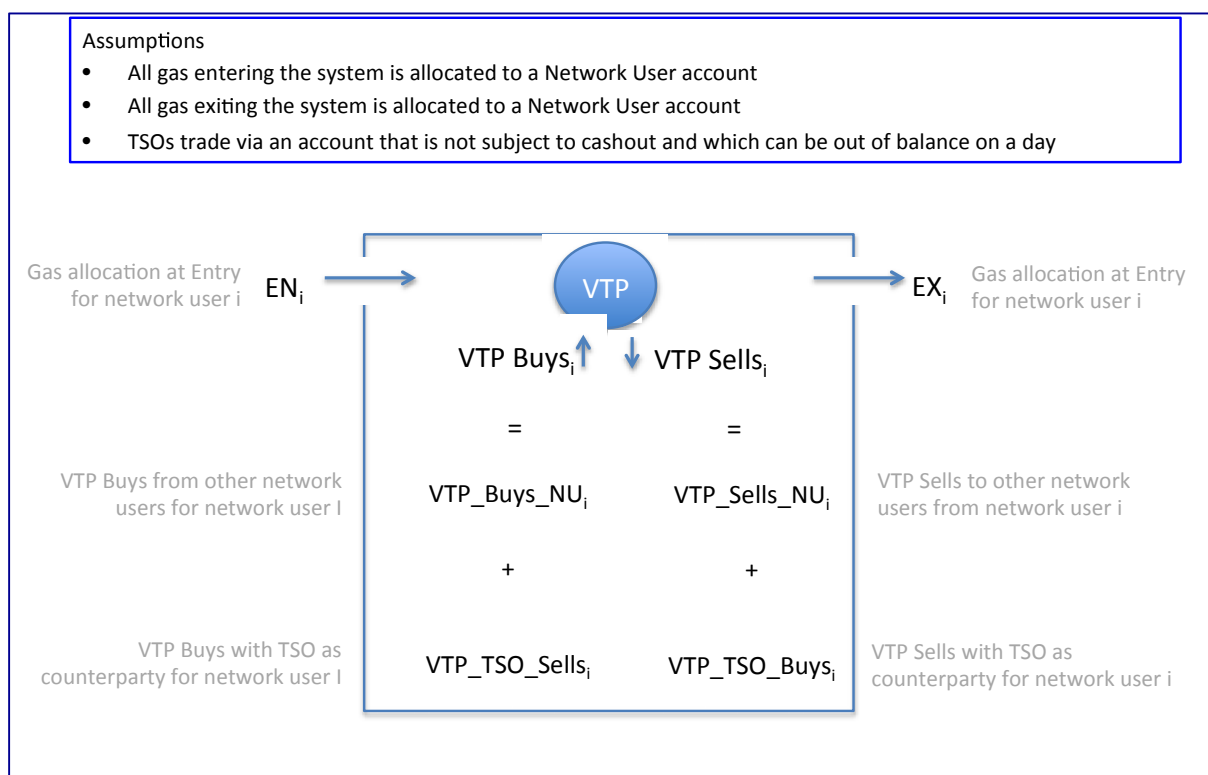 Assumptions
• All gas entering the system is allocated to a Network User account
• All gas exiting the system is allocated to a Network User account
• TSOs trade via an account that is not subject to cashout and which can be out of balance on a day
Gas allocation at Entry
for network user i
ENi
VTP
EXi
Gas allocation at Entry
for network user i
VTP Buysi
VTP Sellsi
=
=
VTP Buys from other network
users for network user I
VTP_Buys_NUi
VTP_Sells_NUi
VTP Sells to other network
users from network user i
+
+
VTP Buys with TSO as
counterparty for network user I
VTP_TSO_Sellsi
VTP_TSO_Buysi
VTP Sells with TSO as
counterparty for network user i